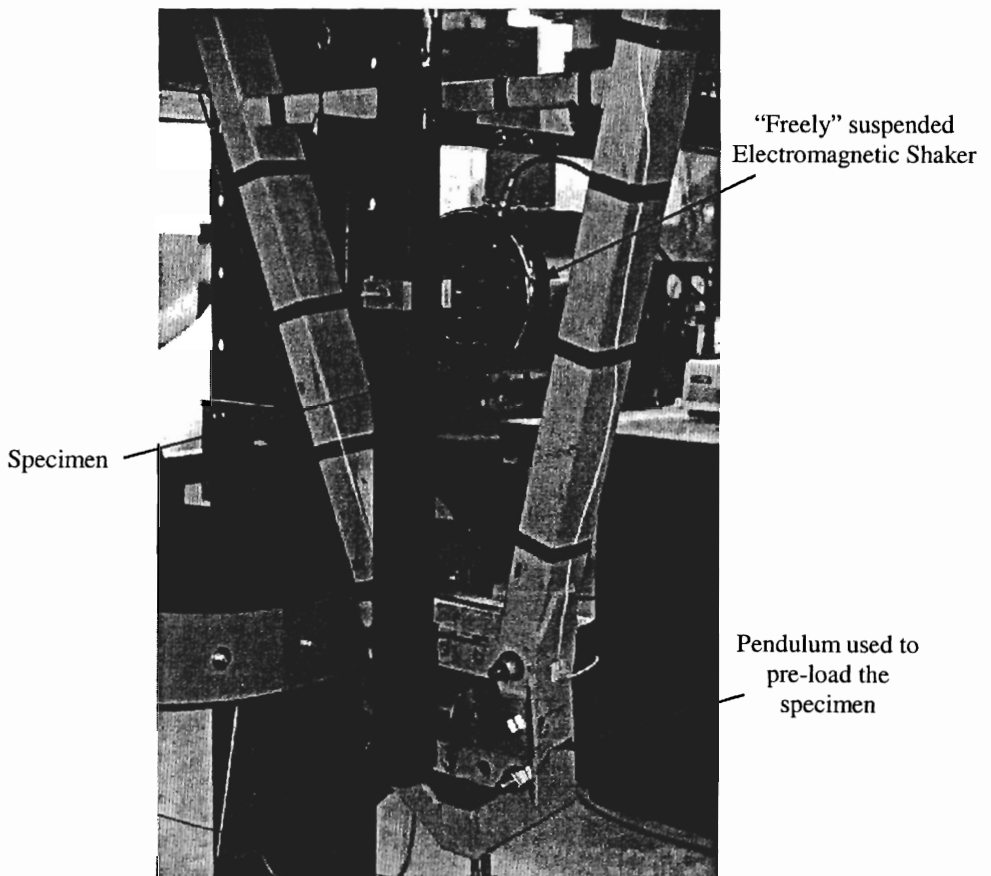 “Freely” suspended
Electromagnetic Shaker
Specimen
Pendulum used to
pre-load the
specimen